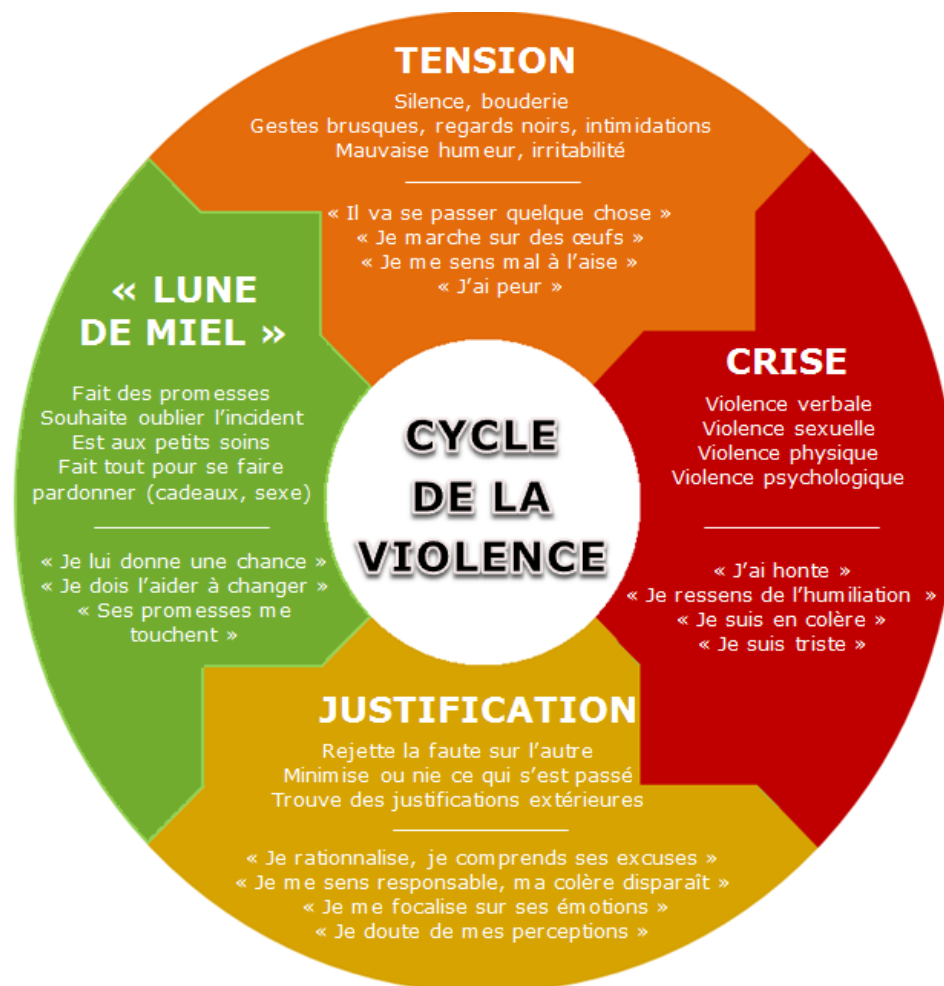 TENSION
Silence, bouderie
Gestes brusques, regards noirs, intimidations
Mauvaise humeur, irritabilité
« Il va se passer quelque chose »
« Je marche sur des œufs »
« Je me sens mal à l’aise »
« J’ai peur »
CRISE
Violence verbale
Violence sexuelle
Violence physique
Violence psychologique
« J’ai honte »
« Je ressens de l’humiliation »
« Je suis en colère »
« Je suis triste »
JUSTIFICATION
Rejette la faute sur l’autre
Minimise ou nie ce qui s’est passé
Trouve des justifications extérieures
« Je rationnalise, je comprends ses excuses »
« Je me sens responsable, ma colère disparaît »
« Je me focalise sur ses émotions »
« Je doute de mes perceptions »
« LUNE
DE MIEL »
Fait des promesses
Souhaite oublier l’incident
Est aux petits soins
Fait tout pour se faire
pardonner (cadeaux, sexe)
« Je lui donne une chance »
« Je dois l’aider à changer »
« Ses promesses me
touchent »
CYCLE
DE LA
VIOLENCE